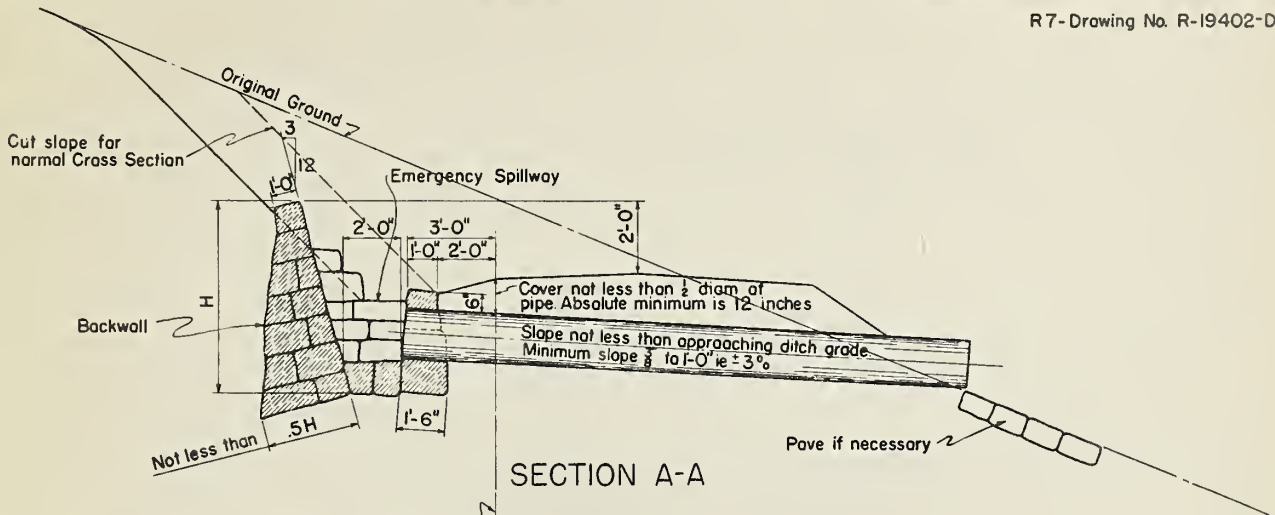 R7-Drawing No. R-19402-D
Original Ground
Cut slope for
normal Cross Section
3
12
1'-0"
Emergency Spillway
2'-0"
3'-0"
1'-0" 2'-0"
2'-0"
H
6"
Cover not less than 1/2 diam of
pipe. Absolute minimum is 12 inches
Backwall
Slope not less than approaching ditch grade
Minimum slope 3/8" to 1'-0" ie ± 3%
1'-6"
.5H
Not less than
Pave if necessary
SECTION A-A